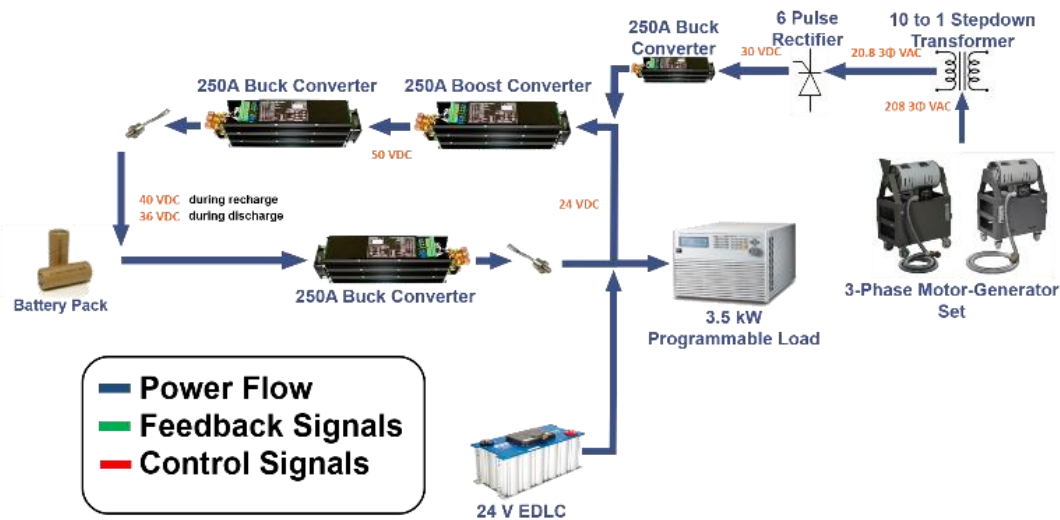 10 to 1 Stepdown
Transformer
6 Pulse
Rectifier
250A Buck
Converter
20.8 3Φ VAC
30 VDC
208 3Φ VAC
250A Buck Converter
250A Boost Converter
50 VDC
40 VDC during recharge
36 VDC during discharge
24 VDC
Battery Pack
250A Buck Converter
3.5 kW
Programmable Load
3-Phase Motor-Generator
Set
Power Flow
Feedback Signals
Control Signals
24 V EDLC